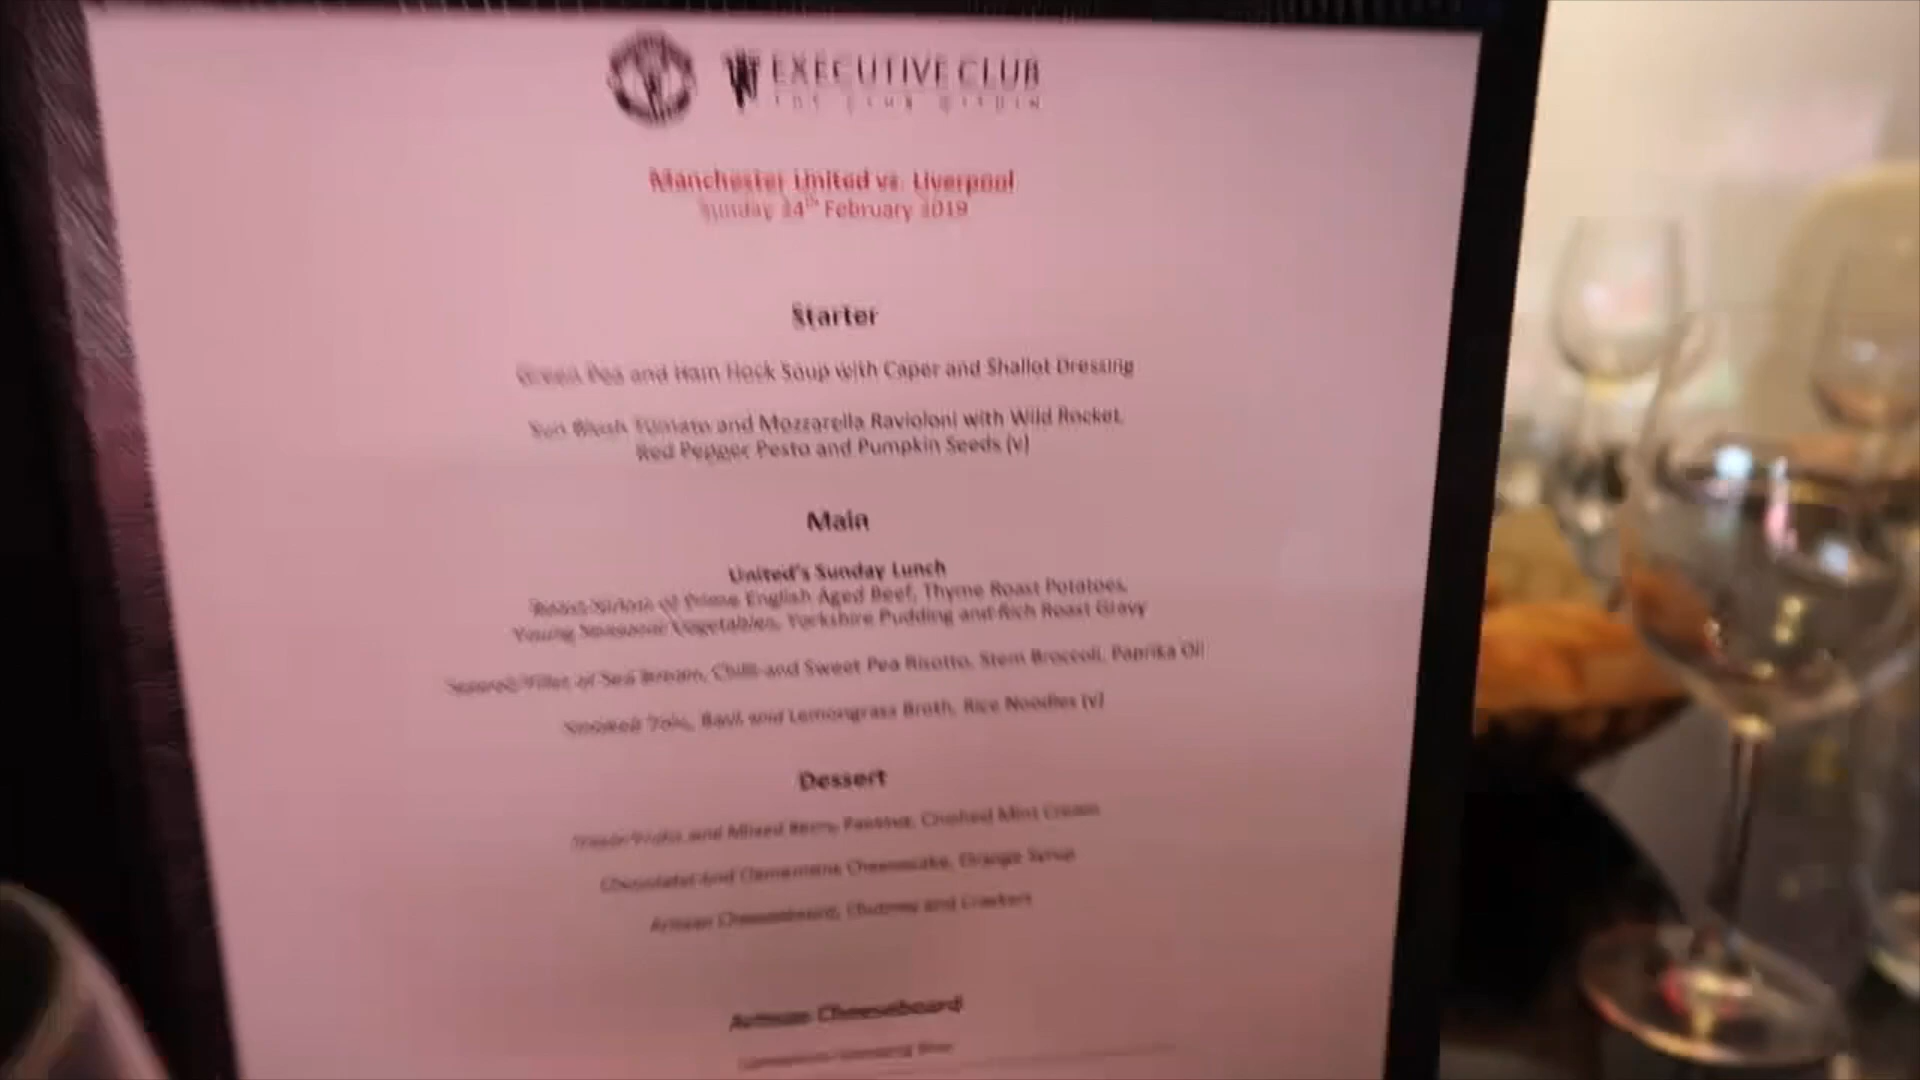 EXECUTIVE CLUB
Manchester United vs. Liverpool
Sunday 24th February 2019
Starter
Green Pea and Ham Hock Soup with Caper and Shallot Dressing
Sun Blush Tomato and Mozzarella Ravioloni with Wild Rocket,
Red Pepper Pesto and Pumpkin Seeds (v)
Main
United's Sunday Lunch
Roast Sirloin of Prime English Aged Beef, Thyme Roast Potatoes,
Young Seasonal Vegetables, Yorkshire Pudding and Rich Roast Gravy
Seared Fillet of Sea Bream, Chilli and Sweet Pea Risotto, Stem Broccoli, Paprika Oil
Smoked Tofu, Basil and Lemongrass Broth, Rice Noodles (v)
Dessert
and Mixed Berry Pavlova, Crushed Mint Cream
Chocolate and Clementine Cheesecake, Orange Syrup
Artisan Cheeseboard, Chutney and Crackers
Artisan Cheeseboard